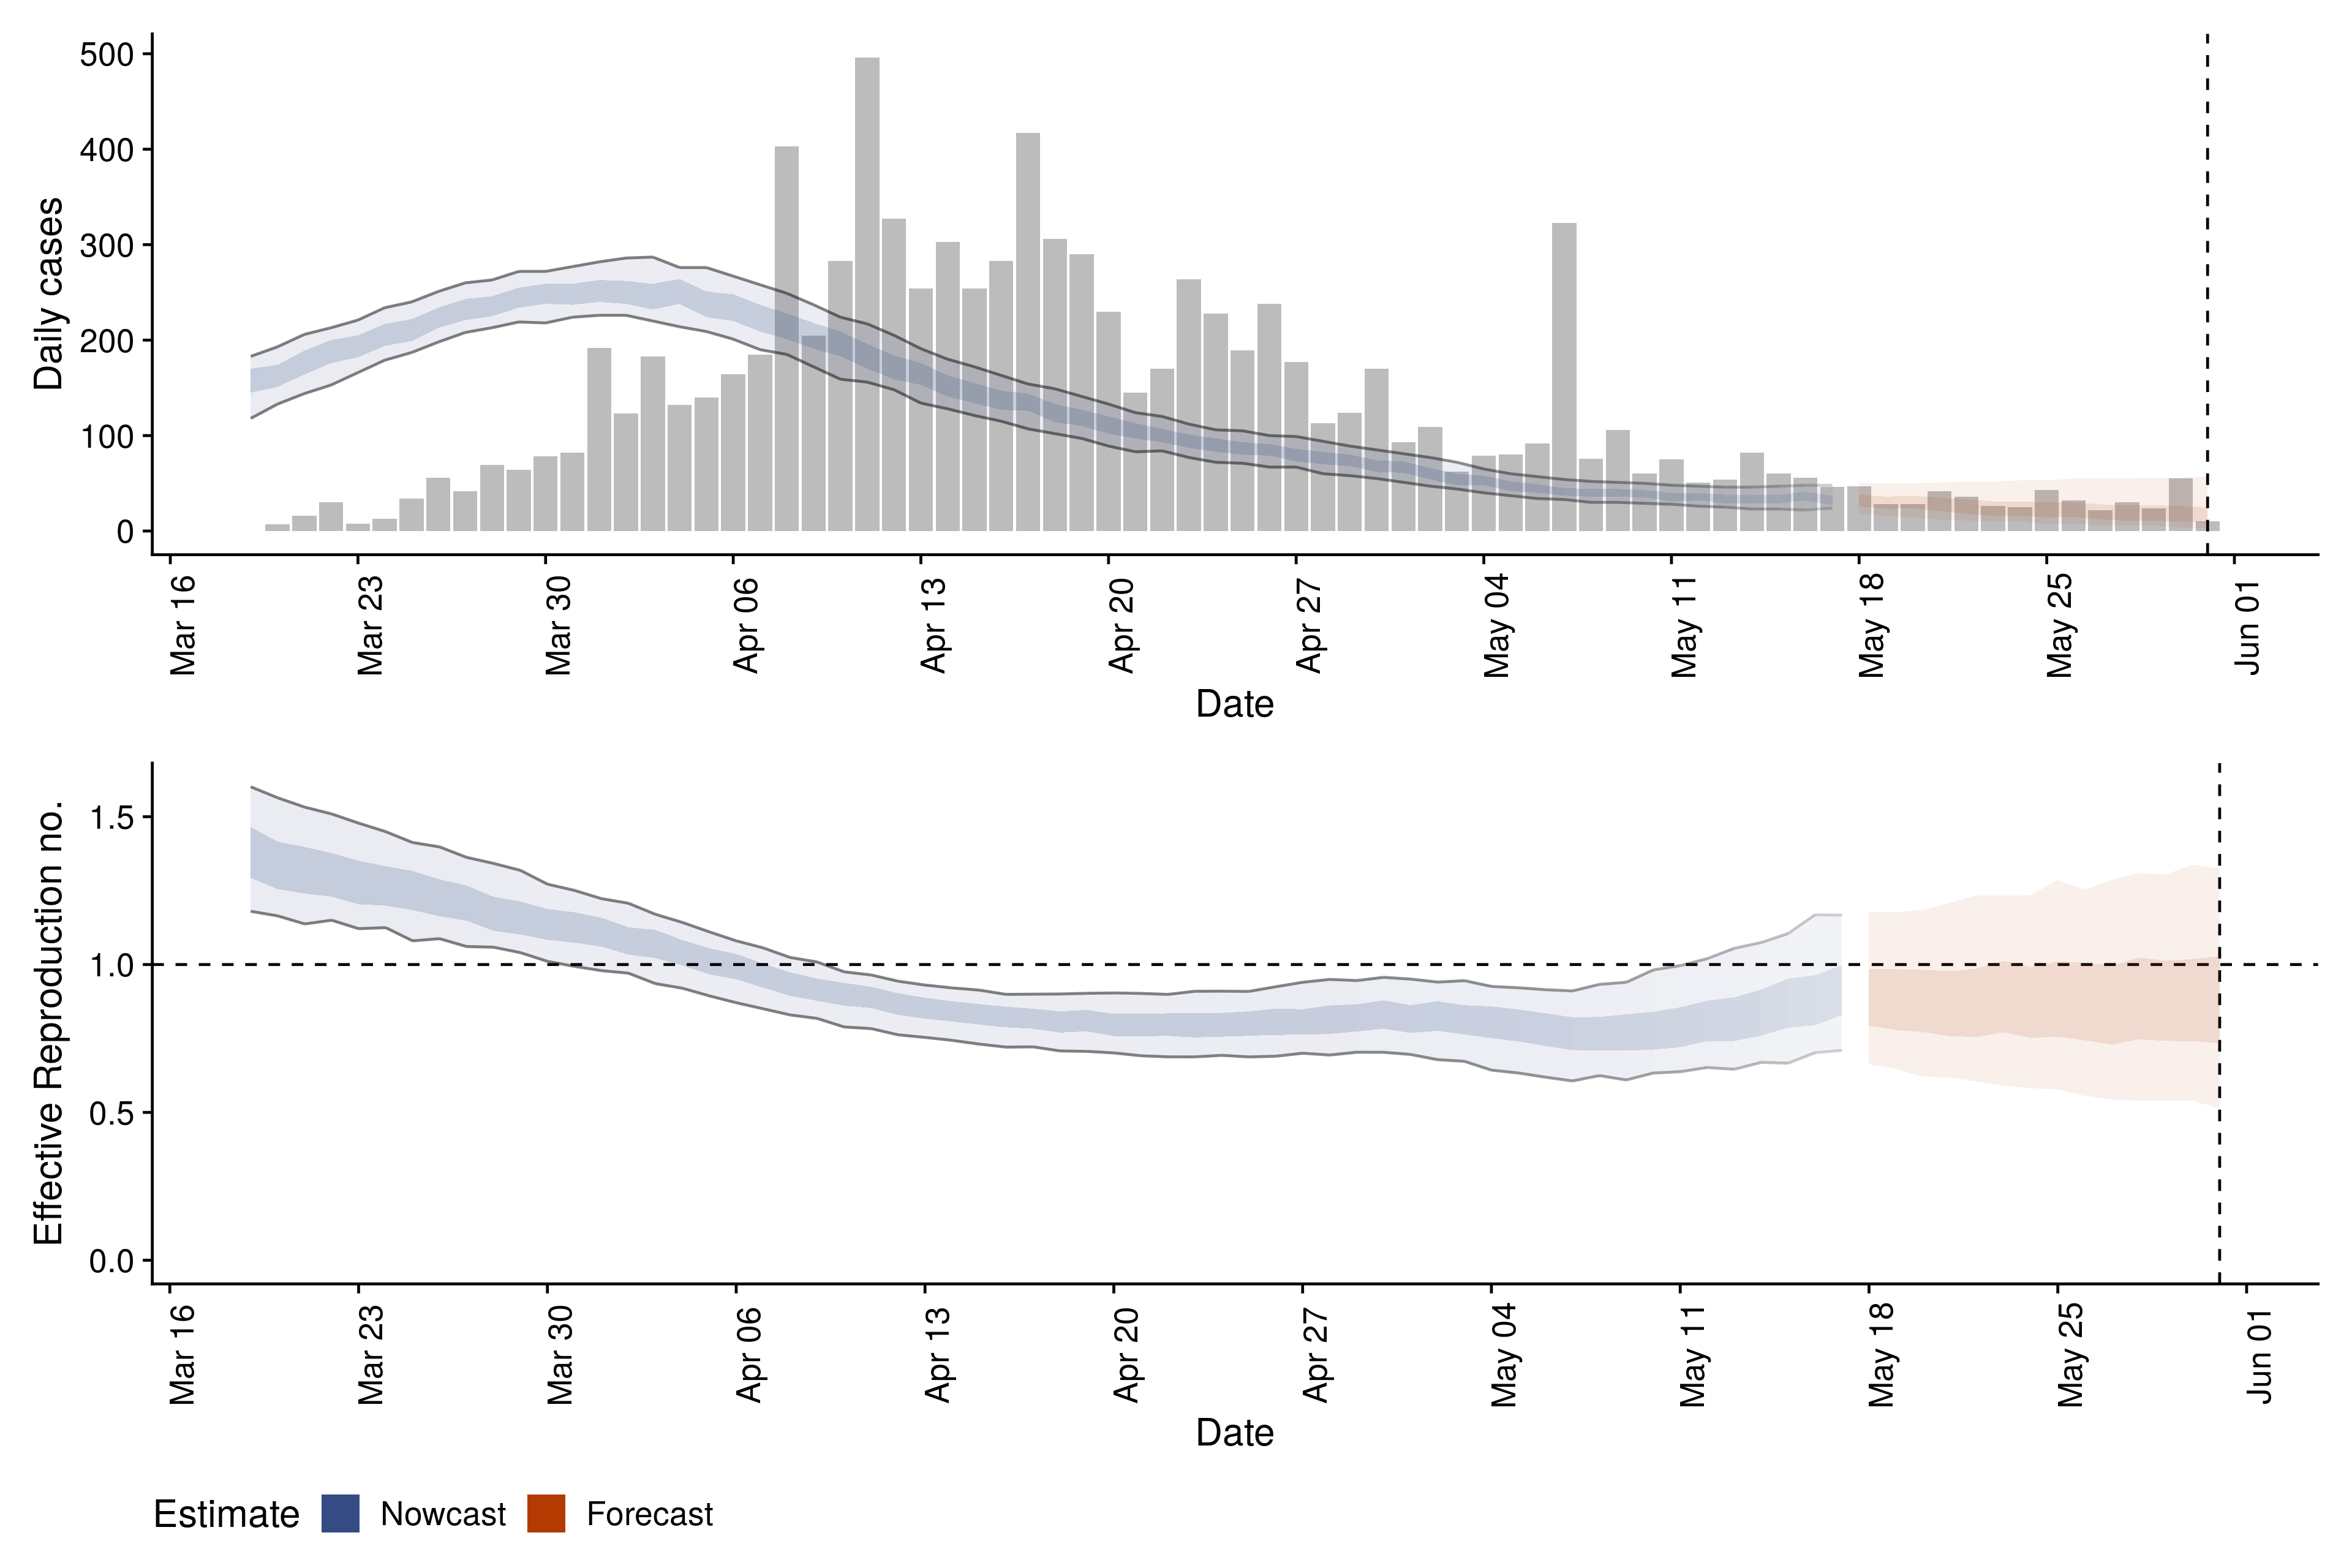 Daily cases
500
400
300
200
100
0
Mar 16
Mar 23
Mar 30
Apr 06
Apr 13
Apr 20
Apr 27
May 04
May 11
May 18
May 25
Jun 01
Date
Effective Reproduction no.
1.5
1.0
0.5
0.0
Mar 16
Mar 23
Mar 30
Apr 06
Apr 13
Apr 20
Apr 27
May 04
May 11
May 18
May 25
Jun 01
Date
Estimate Nowcast Forecast